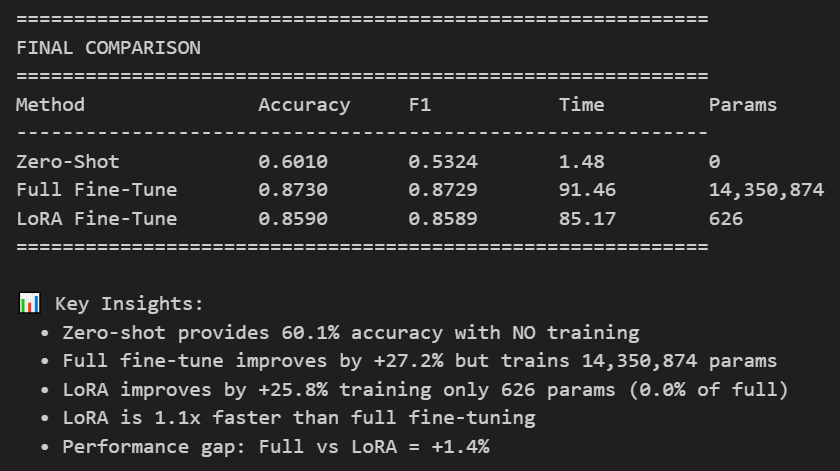 ============================================================
FINAL COMPARISON
============================================================
Method Accuracy F1 Time Params
------------------------------------------------------------
Zero-Shot 0.6010 0.5324 1.48 0
Full Fine-Tune 0.8730 0.8729 91.46 14,350,874
LoRA Fine-Tune 0.8590 0.8589 85.17 626
============================================================
📊 Key Insights:
• Zero-shot provides 60.1% accuracy with NO training
• Full fine-tune improves by +27.2% but trains 14,350,874 params
• LoRA improves by +25.8% training only 626 params (0.0% of full)
• LoRA is 1.1x faster than full fine-tuning
• Performance gap: Full vs LoRA = +1.4%